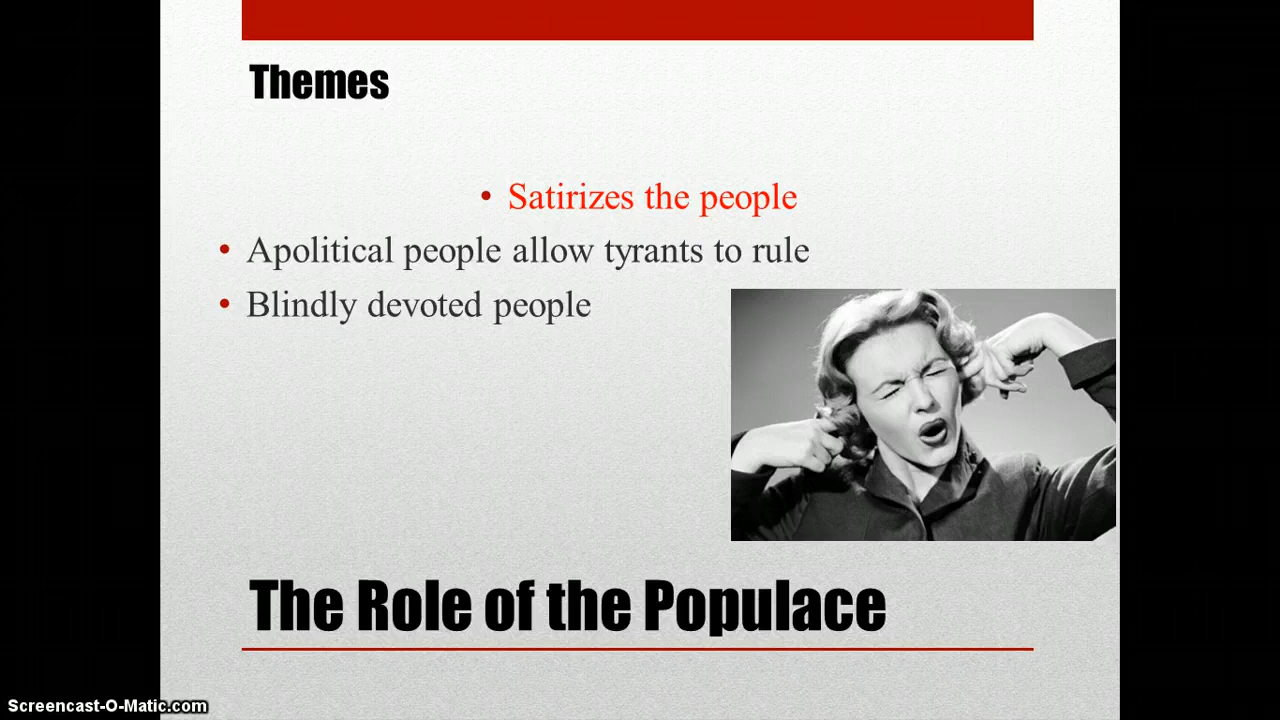 Themes
• Satirizes the people
• Apolitical people allow tyrants to rule
• Blindly devoted people
The Role of the Populace
Screencast-O-Matic.com